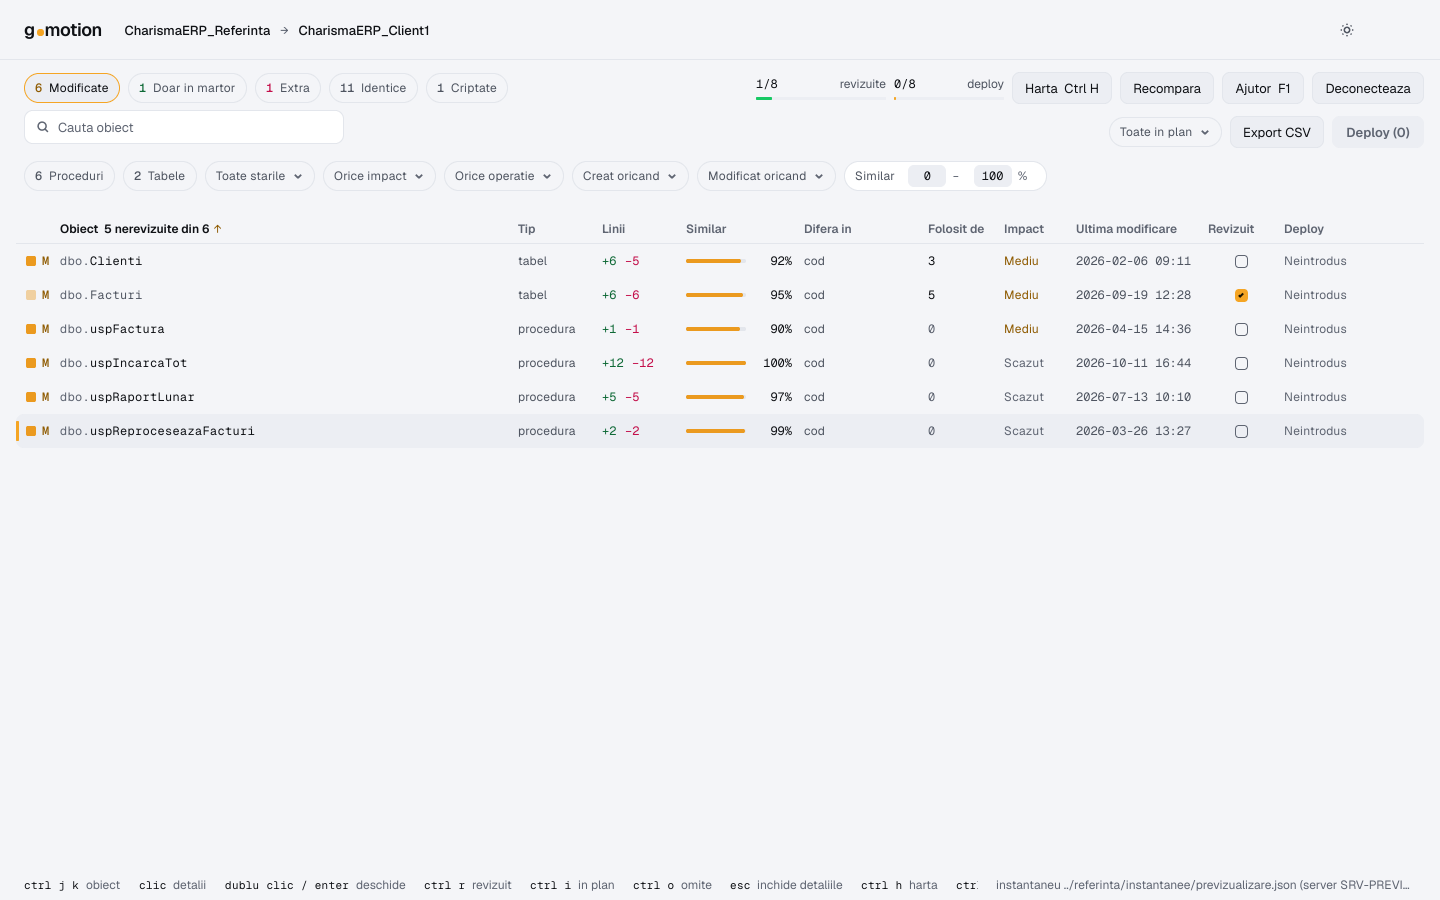 gomotion CharismaERP_Referinta → CharismaERP_Client1
6 Modificate 1 Doar in martor 1 Extra 11 Identice 1 Criptate 1/8 revizuite 0/8 deploy Harta Ctrl H Recompara Ajutor F1 Deconecteaza
Cauta obiect Toate in plan Export CSV Deploy (0)
6 Proceduri 2 Tabele Toate starile Orice impact Orice operatie Creat oricand Modificat oricand Similar 0 – 100 %
Obiect 5 nerevizuite din 6 ↑ Tip Linii Similar Difera in Folosit de Impact Ultima modificare Revizuit Deploy
M dbo.Clienti tabel +6 −5 92% cod 3 Mediu 2026-02-06 09:11 Neintrodus
M dbo.Facturi tabel +6 −6 95% cod 5 Mediu 2026-09-19 12:28 Neintrodus
M dbo.uspFactura procedura +1 −1 90% cod 0 Mediu 2026-04-15 14:36 Neintrodus
M dbo.uspIncarcaTot procedura +12 −12 100% cod 0 Scazut 2026-10-11 16:44 Neintrodus
M dbo.uspRaportLunar procedura +5 −5 97% cod 0 Scazut 2026-07-13 10:10 Neintrodus
M dbo.uspReproceseazaFacturi procedura +2 −2 99% cod 0 Scazut 2026-03-26 13:27 Neintrodus
ctrl j k obiect clic detalii dublu clic / enter deschide ctrl r revizuit ctrl i in plan ctrl o omite esc inchide detaliile ctrl h harta ctr instantaneu ../referinta/instantanee/previzualizare.json (server SRV-PREVI…